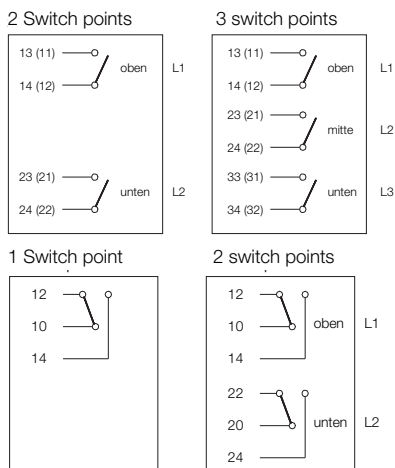 2 Switch points
13 (11)
oben L1
14 (12)
23 (21)
unten L2
24 (22)
3 switch points
13 (11)
oben L1
14 (12)
23 (21)
mitte L2
24 (22)
33 (31)
unten L3
34 (32)
1 Switch point
12
10
14
2 switch points
12
10 oben L1
14
22
20 unten L2
24